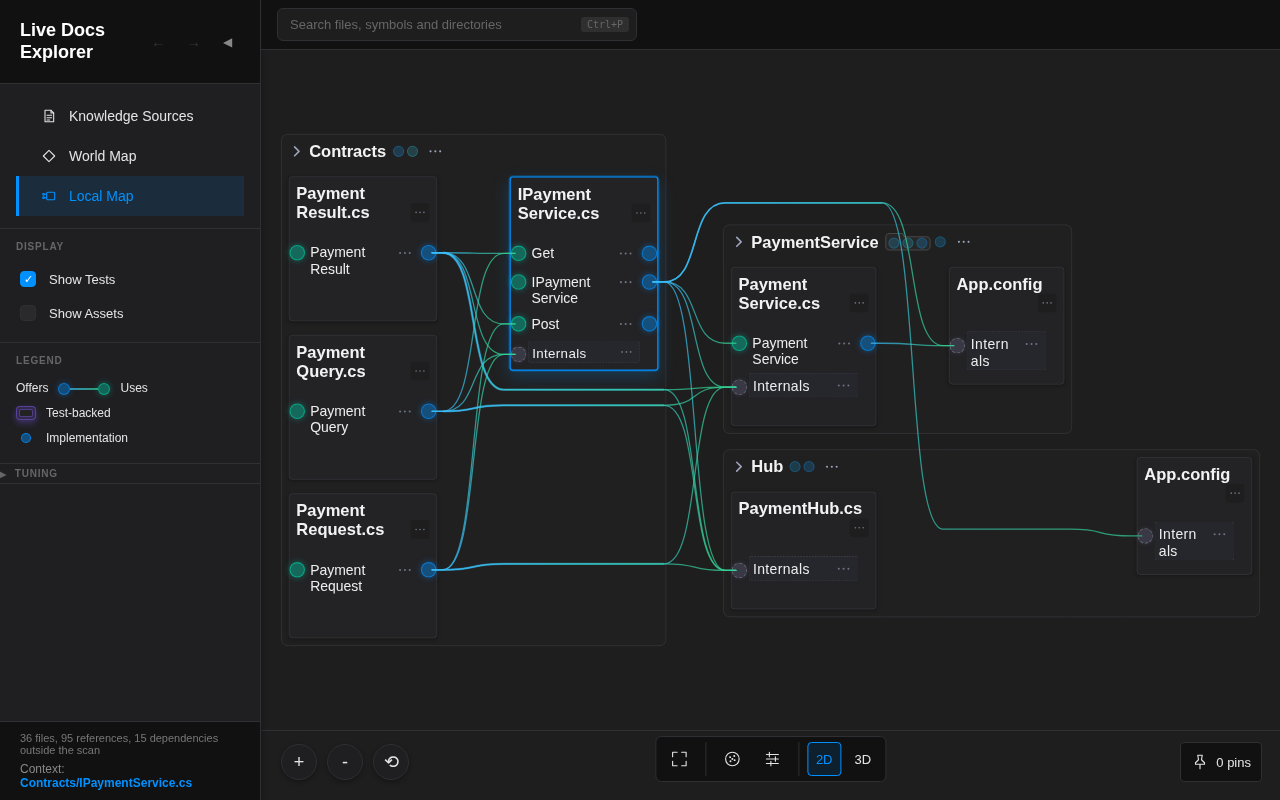 Live Docs
Explorer
Search files, symbols and directories
Ctrl+P
Knowledge Sources
World Map
Local Map
DISPLAY
Show Tests
Show Assets
LEGEND
Offers
Uses
Test-backed
Implementation
TUNING
36 files, 95 references, 15 dependencies
outside the scan
Context:
Contracts/IPaymentService.cs
Contracts
Payment
Result.cs
Payment
Result
Payment
Query.cs
Payment
Query
Payment
Request.cs
Payment
Request
IPayment
Service.cs
Get
IPayment
Service
Post
Internals
PaymentService
Payment
Service.cs
Payment
Service
Internals
App.config
Intern
als
Hub
PaymentHub.cs
Internals
App.config
Intern
als
2D
3D
0 pins